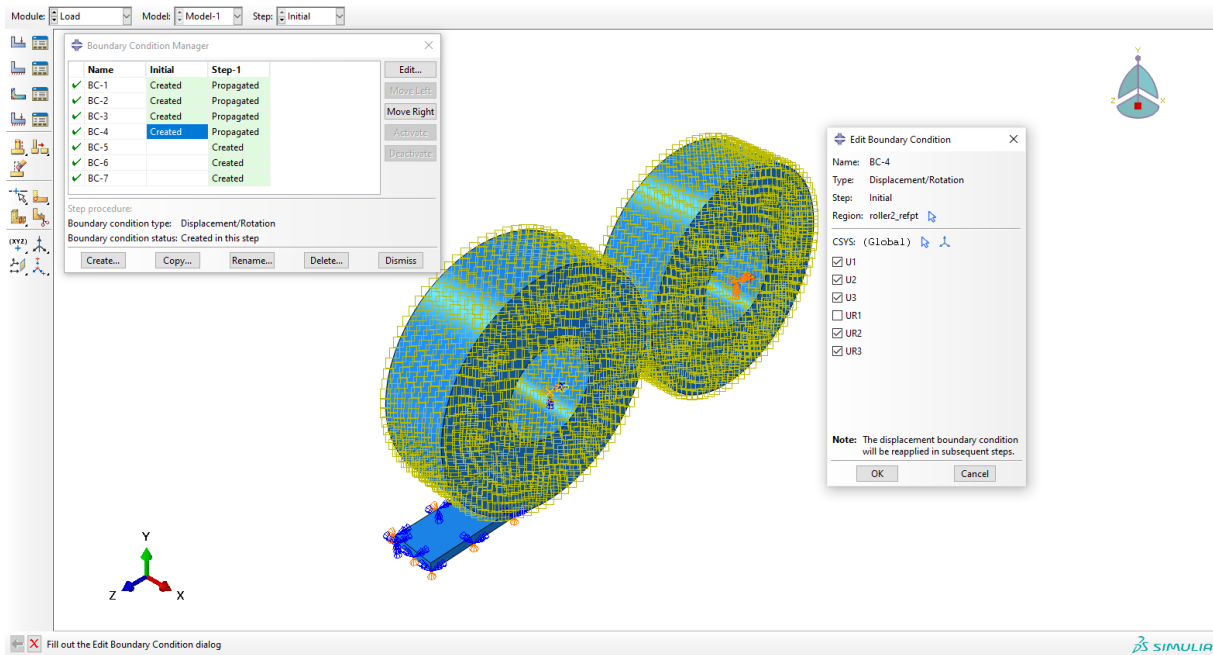 Module: Load Model: Model-1 Step: Initial
Boundary Condition Manager
Name Initial Step-1
BC-1 Created Propagated
BC-2 Created Propagated
BC-3 Created Propagated
BC-4 Created Propagated
BC-5 Created
BC-6 Created
BC-7 Created
Edit...
Move Left
Move Right
Activate
Deactivate
Step procedure:
Boundary condition type: Displacement/Rotation
Boundary condition status: Created in this step
Create... Copy... Rename... Delete... Dismiss
(XYZ)
Y
Z X
Edit Boundary Condition
Name: BC-4
Type: Displacement/Rotation
Step: Initial
Region: roller2_refpt
CSYS: (Global)
U1
U2
U3
UR1
UR2
UR3
Note: The displacement boundary condition
will be reapplied in subsequent steps.
OK Cancel
Y
Z X
Fill out the Edit Boundary Condition dialog
SIMULIA